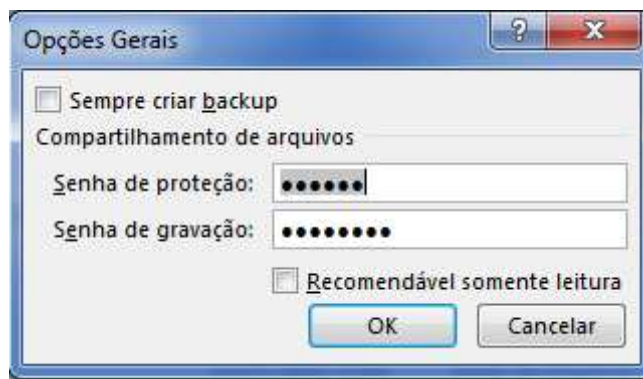 Opções Gerais
Sempre criar backup
Compartilhamento de arquivos
Senha de proteção: ●●●●●●
Senha de gravação: ●●●●●●●●
Recomendável somente leitura
OK Cancelar